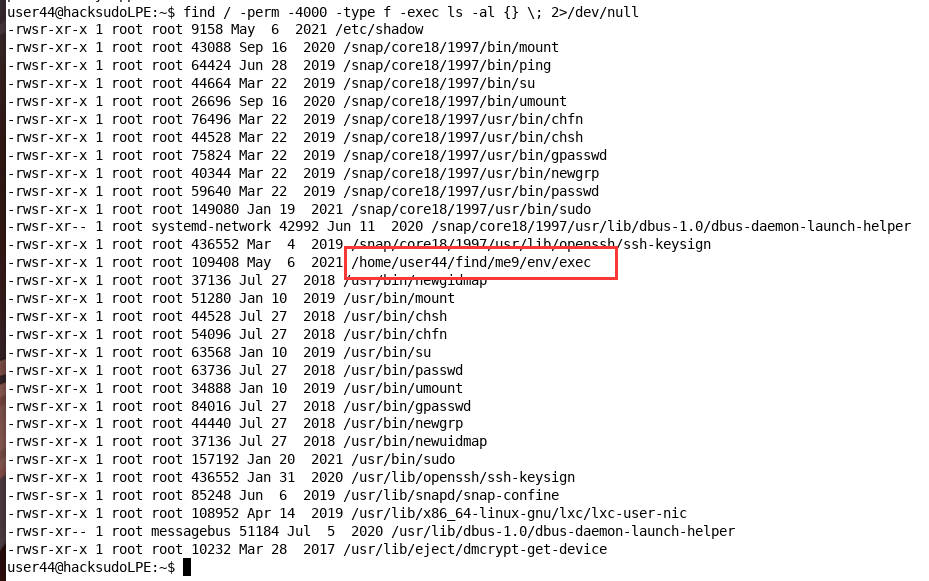 user44@hacksudoLPE:~$ find / -perm -4000 -type f -exec ls -al {} \; 2>/dev/null
-rwsr-xr-x 1 root root 9158 May  6  2021 /etc/shadow
-rwsr-xr-x 1 root root 43088 Sep 16  2020 /snap/core18/1997/bin/mount
-rwsr-xr-x 1 root root 64424 Jun 28  2019 /snap/core18/1997/bin/ping
-rwsr-xr-x 1 root root 44664 Mar 22  2019 /snap/core18/1997/bin/su
-rwsr-xr-x 1 root root 26696 Sep 16  2020 /snap/core18/1997/bin/umount
-rwsr-xr-x 1 root root 76496 Mar 22  2019 /snap/core18/1997/usr/bin/chfn
-rwsr-xr-x 1 root root 44528 Mar 22  2019 /snap/core18/1997/usr/bin/chsh
-rwsr-xr-x 1 root root 75824 Mar 22  2019 /snap/core18/1997/usr/bin/gpasswd
-rwsr-xr-x 1 root root 40344 Mar 22  2019 /snap/core18/1997/usr/bin/newgrp
-rwsr-xr-x 1 root root 59640 Mar 22  2019 /snap/core18/1997/usr/bin/passwd
-rwsr-xr-x 1 root root 149080 Jan 19  2021 /snap/core18/1997/usr/bin/sudo
-rwsr-xr-- 1 root systemd-network 42992 Jun 11  2020 /snap/core18/1997/usr/lib/dbus-1.0/dbus-daemon-launch-helper
-rwsr-xr-x 1 root root 436552 Mar  4  2019 /snap/core18/1997/usr/lib/openssh/ssh-keysign
-rwsr-xr-x 1 root root 109408 May  6  2021 /home/user44/find/me9/env/exec
-rwsr-xr-x 1 root root 37136 Jul 27  2018 /usr/bin/newgidmap
-rwsr-xr-x 1 root root 51280 Jan 10  2019 /usr/bin/mount
-rwsr-xr-x 1 root root 44528 Jul 27  2018 /usr/bin/chsh
-rwsr-xr-x 1 root root 54096 Jul 27  2018 /usr/bin/chfn
-rwsr-xr-x 1 root root 63568 Jan 10  2019 /usr/bin/su
-rwsr-xr-x 1 root root 63736 Jul 27  2018 /usr/bin/passwd
-rwsr-xr-x 1 root root 34888 Jan 10  2019 /usr/bin/umount
-rwsr-xr-x 1 root root 84016 Jul 27  2018 /usr/bin/gpasswd
-rwsr-xr-x 1 root root 44440 Jul 27  2018 /usr/bin/newgrp
-rwsr-xr-x 1 root root 37136 Jul 27  2018 /usr/bin/newuidmap
-rwsr-xr-x 1 root root 157192 Jan 20  2021 /usr/bin/sudo
-rwsr-xr-x 1 root root 436552 Jan 31  2020 /usr/lib/openssh/ssh-keysign
-rwsr-sr-x 1 root root 85248 Jun  6  2019 /usr/lib/snapd/snap-confine
-rwsr-xr-x 1 root root 108952 Apr 14  2019 /usr/lib/x86_64-linux-gnu/lxc/lxc-user-nic
-rwsr-xr-- 1 root messagebus 51184 Jul  5  2020 /usr/lib/dbus-1.0/dbus-daemon-launch-helper
-rwsr-xr-x 1 root root 10232 Mar 28  2017 /usr/lib/eject/dmcrypt-get-device
user44@hacksudoLPE:~$